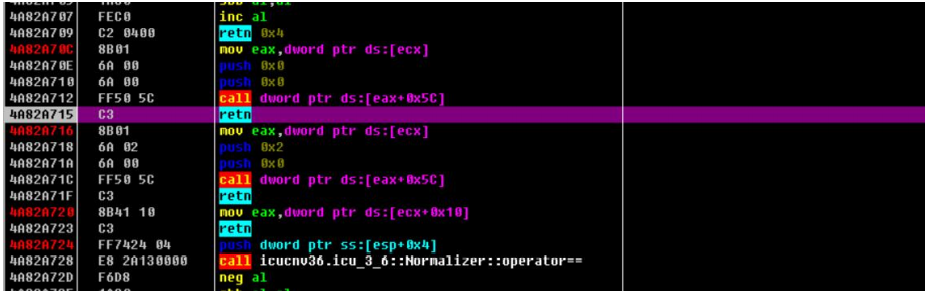 4A82A707 FEC0 inc al
4A82A709 C2 0400 retn 0x4
4A82A70C 8B01 mov eax,dword ptr ds:[ecx]
4A82A70E 6A 00 push 0x0
4A82A710 6A 00 push 0x0
4A82A712 FF50 5C call dword ptr ds:[eax+0x5C]
4A82A715 C3 retn
4A82A716 8B01 mov eax,dword ptr ds:[ecx]
4A82A718 6A 02 push 0x2
4A82A71A 6A 00 push 0x0
4A82A71C FF50 5C call dword ptr ds:[eax+0x5C]
4A82A71F C3 retn
4A82A720 8B41 10 mov eax,dword ptr ds:[ecx+0x10]
4A82A723 C3 retn
4A82A724 FF7424 04 push dword ptr ss:[esp+0x4]
4A82A728 E8 2A130000 call icucnv36.icu_3_6::Normalizer::operator==
4A82A72D F6D8 neg al